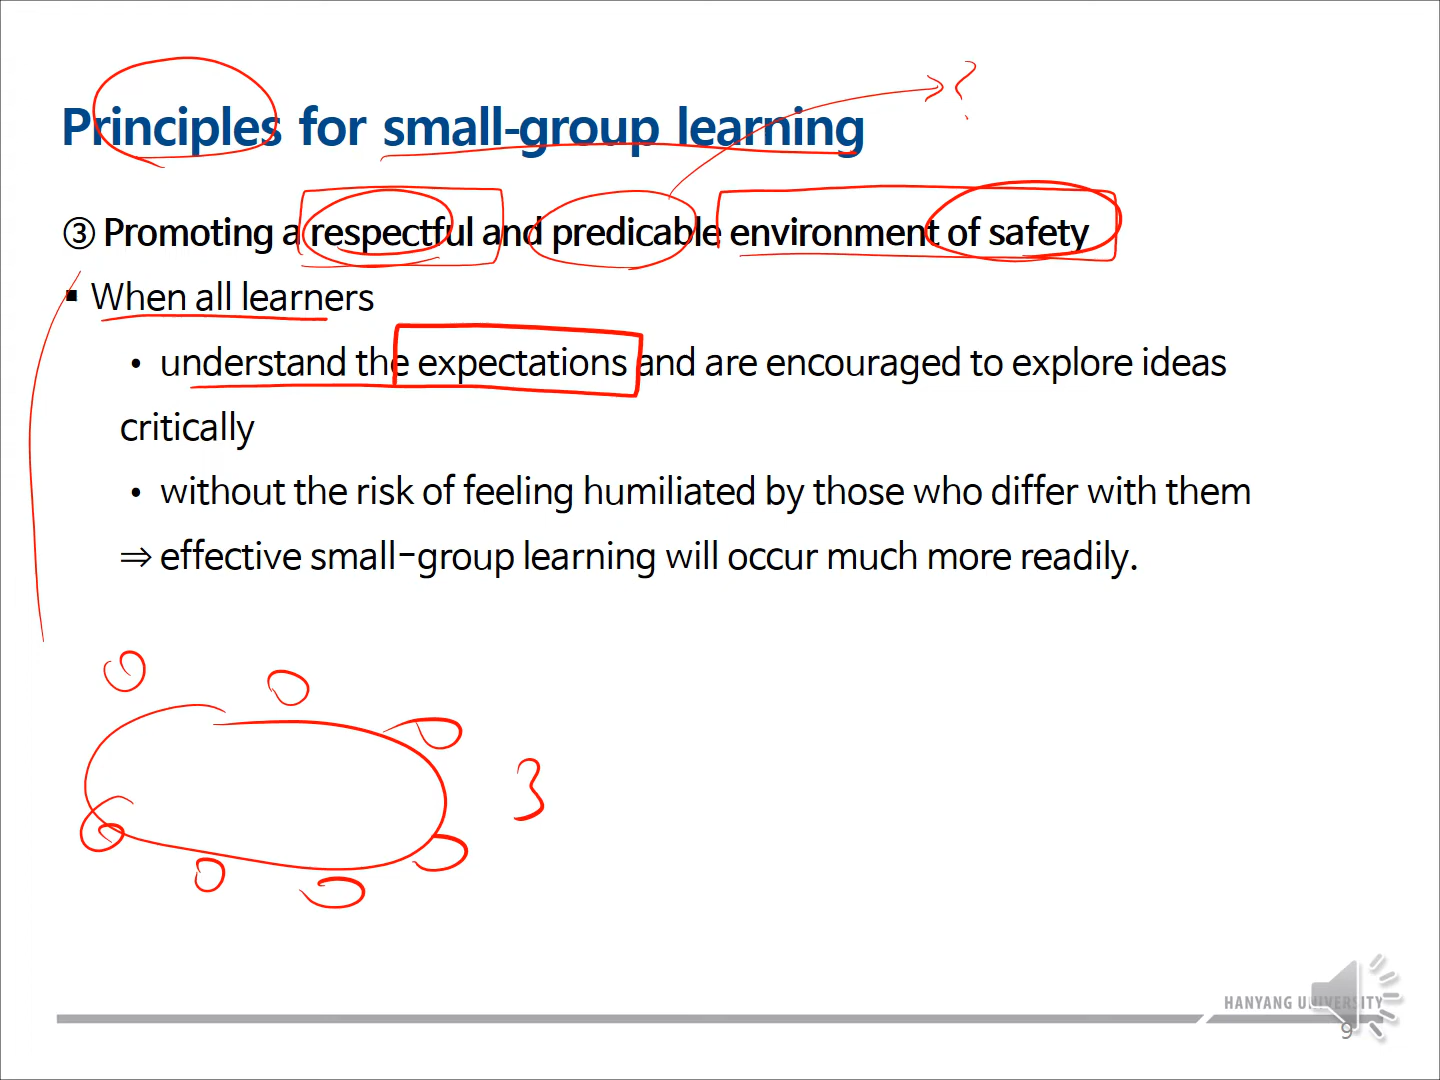 Principles for small-group learning
③ Promoting a respectful and predicable environment of safety
▪ When all learners
• understand the expectations and are encouraged to explore ideas
critically
• without the risk of feeling humiliated by those who differ with them
⇒ effective small-group learning will occur much more readily.
3
HANYANG UNIVERSITY
9